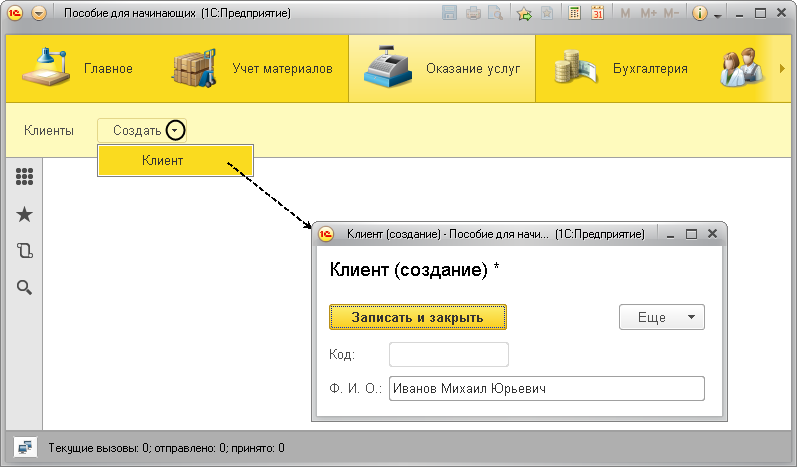 Пособие для начинающих (1С:Предприятие)
M M+ M-
31
Главное
Учет материалов
Оказание услуг
Бухгалтерия
Клиенты
Создать
Клиент
Клиент (создание) - Пособие для начи... (1С:Предприятие)
Клиент (создание) *
Записать и закрыть
Еще
Код:
Ф. И. О.: Иванов Михаил Юрьевич
Текущие вызовы: 0; отправлено: 0; принято: 0